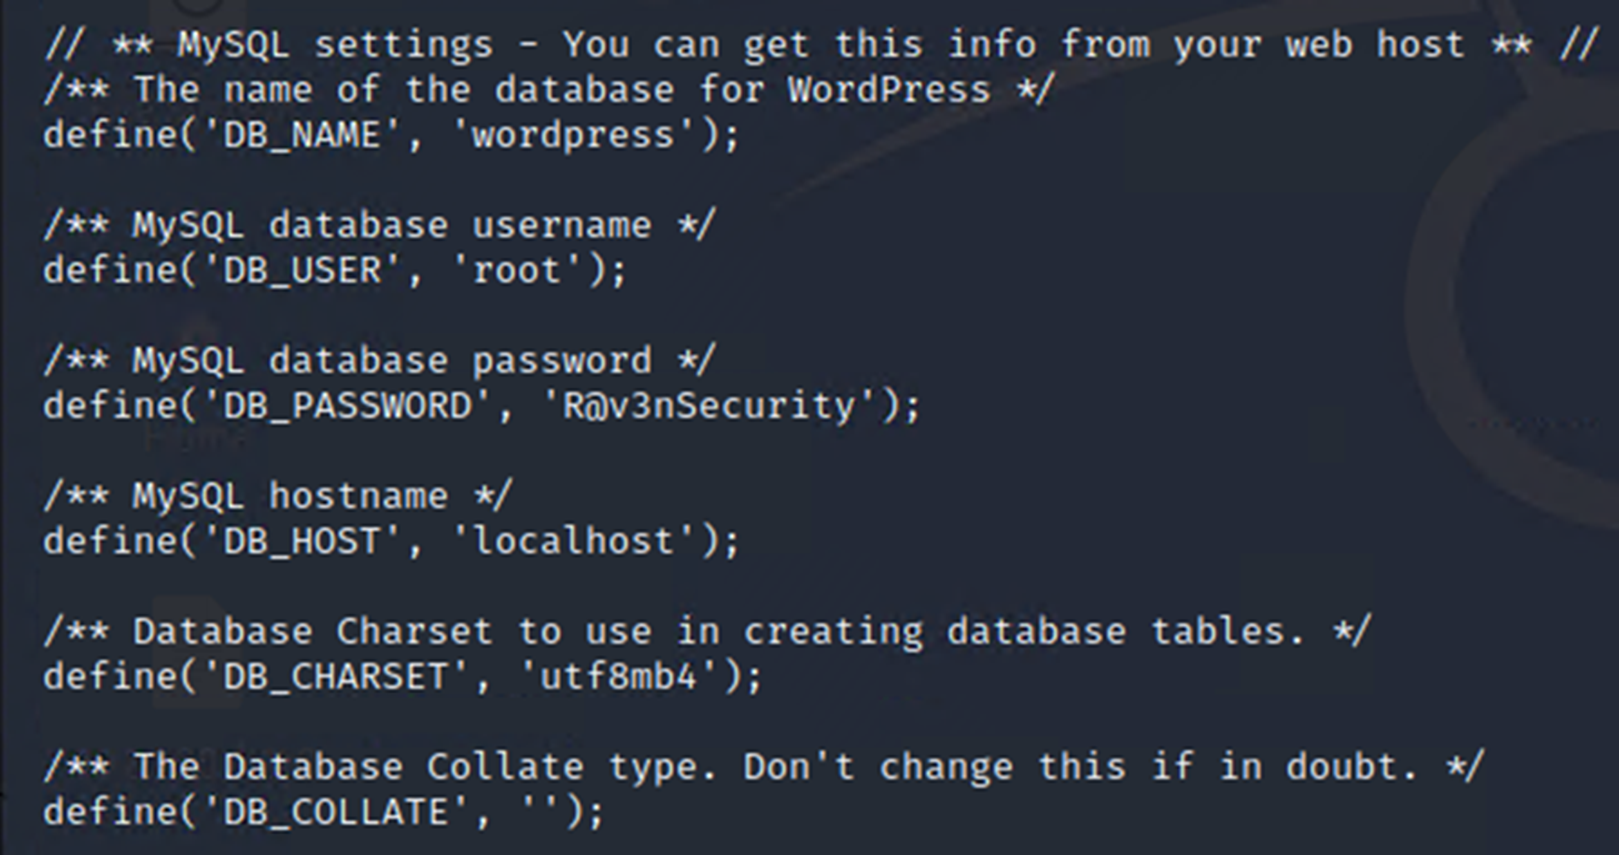 // ** MySQL settings - You can get this info from your web host ** //
/** The name of the database for WordPress */
define('DB_NAME', 'wordpress');
/** MySQL database username */
define('DB_USER', 'root');
/** MySQL database password */
define('DB_PASSWORD', 'R@v3nSecurity');
/** MySQL hostname */
define('DB_HOST', 'localhost');
/** Database Charset to use in creating database tables. */
define('DB_CHARSET', 'utf8mb4');
/** The Database Collate type. Don't change this if in doubt. */
define('DB_COLLATE', '');